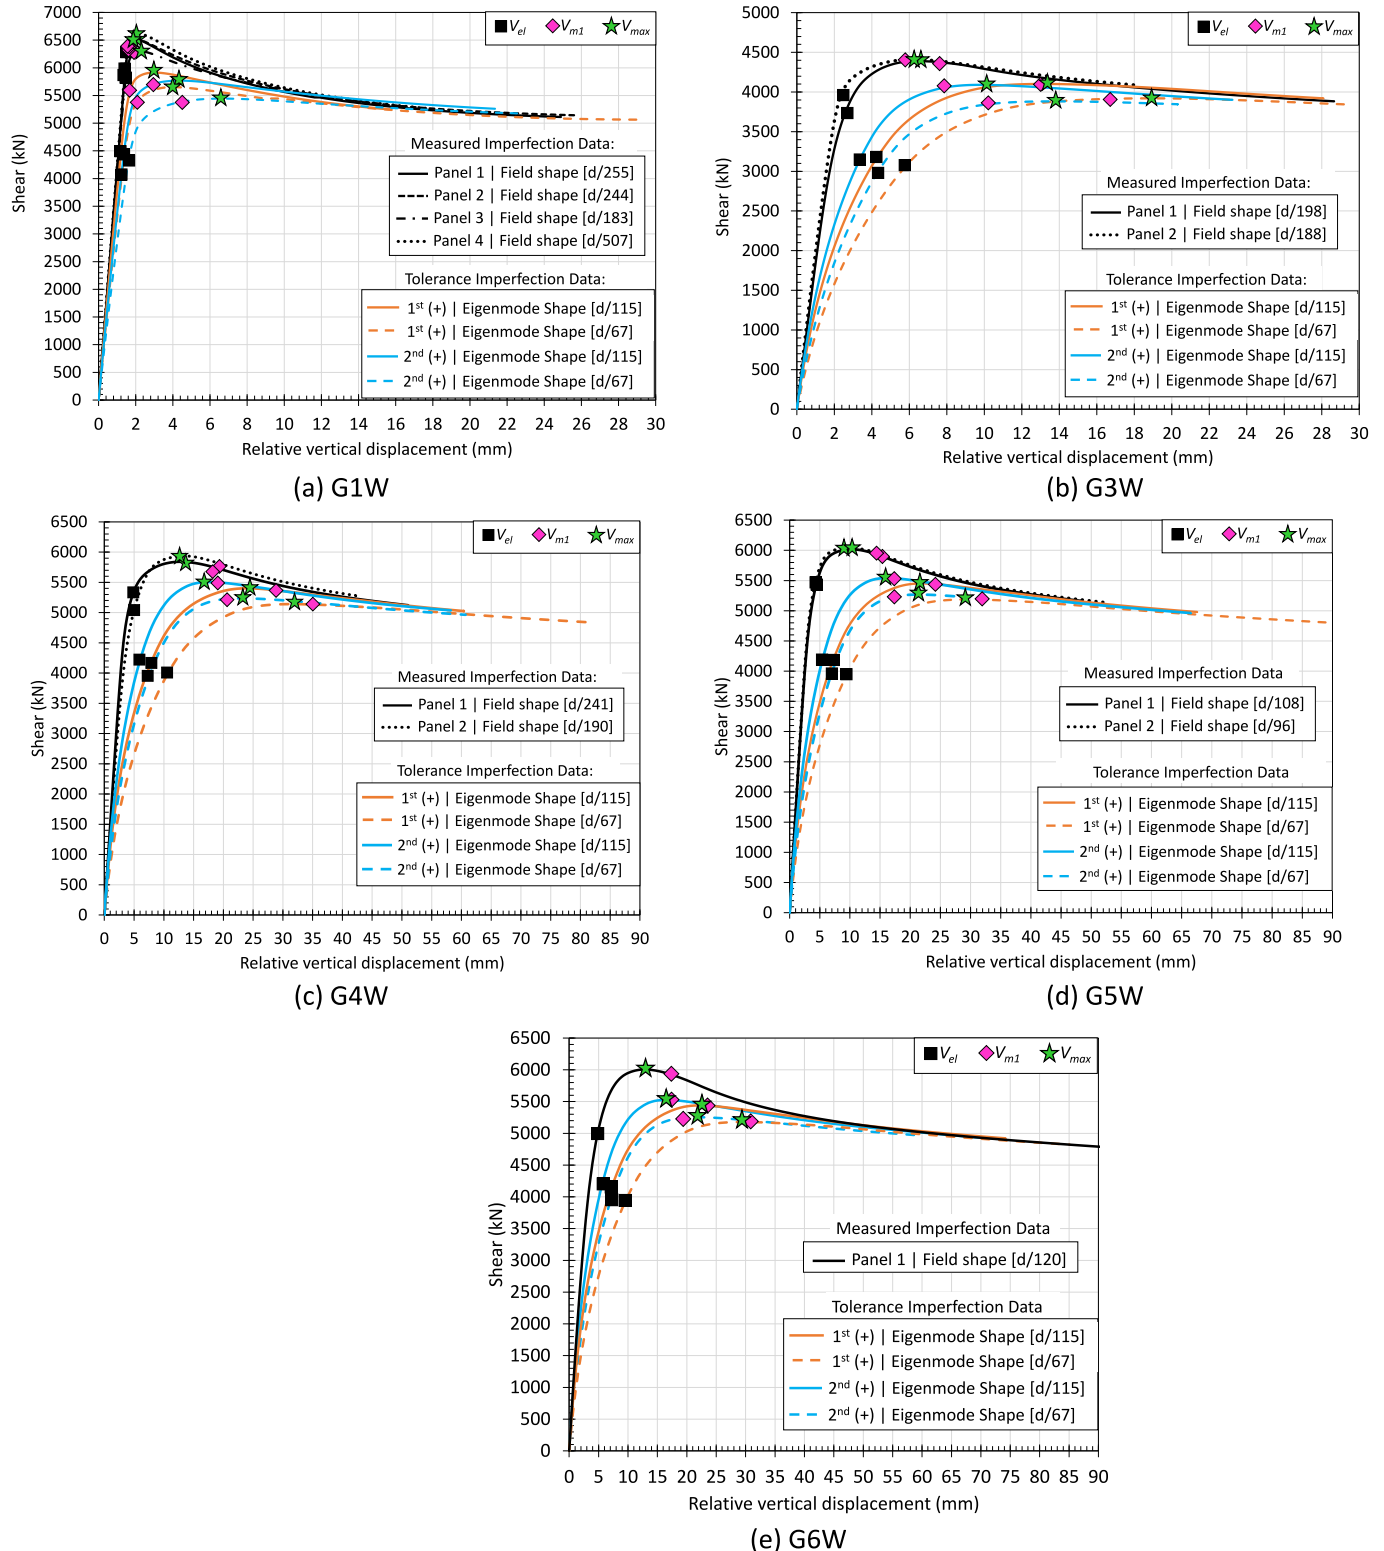 7000
6500
6000
5500
5000
4500
4000
3500
3000
2500
2000
1500
1000
500
0
Shear (kN)
V_el V_m1 V_max
Measured Imperfection Data:
Panel 1 | Field shape [d/255]
Panel 2 | Field shape [d/244]
Panel 3 | Field shape [d/183]
Panel 4 | Field shape [d/507]
Tolerance Imperfection Data:
1st (+) | Eigenmode Shape [d/115]
1st (+) | Eigenmode Shape [d/67]
2nd (+) | Eigenmode Shape [d/115]
2nd (+) | Eigenmode Shape [d/67]
0 2 4 6 8 10 12 14 16 18 20 22 24 26 28 30
Relative vertical displacement (mm)
(a) G1W
5000
4500
4000
3500
3000
2500
2000
1500
1000
500
0
Shear (kN)
V_el V_m1 V_max
Measured Imperfection Data:
Panel 1 | Field shape [d/198]
Panel 2 | Field shape [d/188]
Tolerance Imperfection Data:
1st (+) | Eigenmode Shape [d/115]
1st (+) | Eigenmode Shape [d/67]
2nd (+) | Eigenmode Shape [d/115]
2nd (+) | Eigenmode Shape [d/67]
0 2 4 6 8 10 12 14 16 18 20 22 24 26 28 30
Relative vertical displacement (mm)
(b) G3W
6500
6000
5500
5000
4500
4000
3500
3000
2500
2000
1500
1000
500
0
Shear (kN)
V_el V_m1 V_max
Measured Imperfection Data:
Panel 1 | Field shape [d/241]
Panel 2 | Field shape [d/190]
Tolerance Imperfection Data:
1st (+) | Eigenmode Shape [d/115]
1st (+) | Eigenmode Shape [d/67]
2nd (+) | Eigenmode Shape [d/115]
2nd (+) | Eigenmode Shape [d/67]
0 5 10 15 20 25 30 35 40 45 50 55 60 65 70 75 80 85 90
Relative vertical displacement (mm)
(c) G4W
6500
6000
5500
5000
4500
4000
3500
3000
2500
2000
1500
1000
500
0
Shear (kN)
V_el V_m1 V_max
Measured Imperfection Data
Panel 1 | Field shape [d/108]
Panel 2 | Field shape [d/96]
Tolerance Imperfection Data
1st (+) | Eigenmode Shape [d/115]
1st (+) | Eigenmode Shape [d/67]
2nd (+) | Eigenmode Shape [d/115]
2nd (+) | Eigenmode Shape [d/67]
0 5 10 15 20 25 30 35 40 45 50 55 60 65 70 75 80 85 90
Relative vertical displacement (mm)
(d) G5W
6500
6000
5500
5000
4500
4000
3500
3000
2500
2000
1500
1000
500
0
Shear (kN)
V_el V_m1 V_max
Measured Imperfection Data
Panel 1 | Field shape [d/120]
Tolerance Imperfection Data
1st (+) | Eigenmode Shape [d/115]
1st (+) | Eigenmode Shape [d/67]
2nd (+) | Eigenmode Shape [d/115]
2nd (+) | Eigenmode Shape [d/67]
0 5 10 15 20 25 30 35 40 45 50 55 60 65 70 75 80 85 90
Relative vertical displacement (mm)
(e) G6W